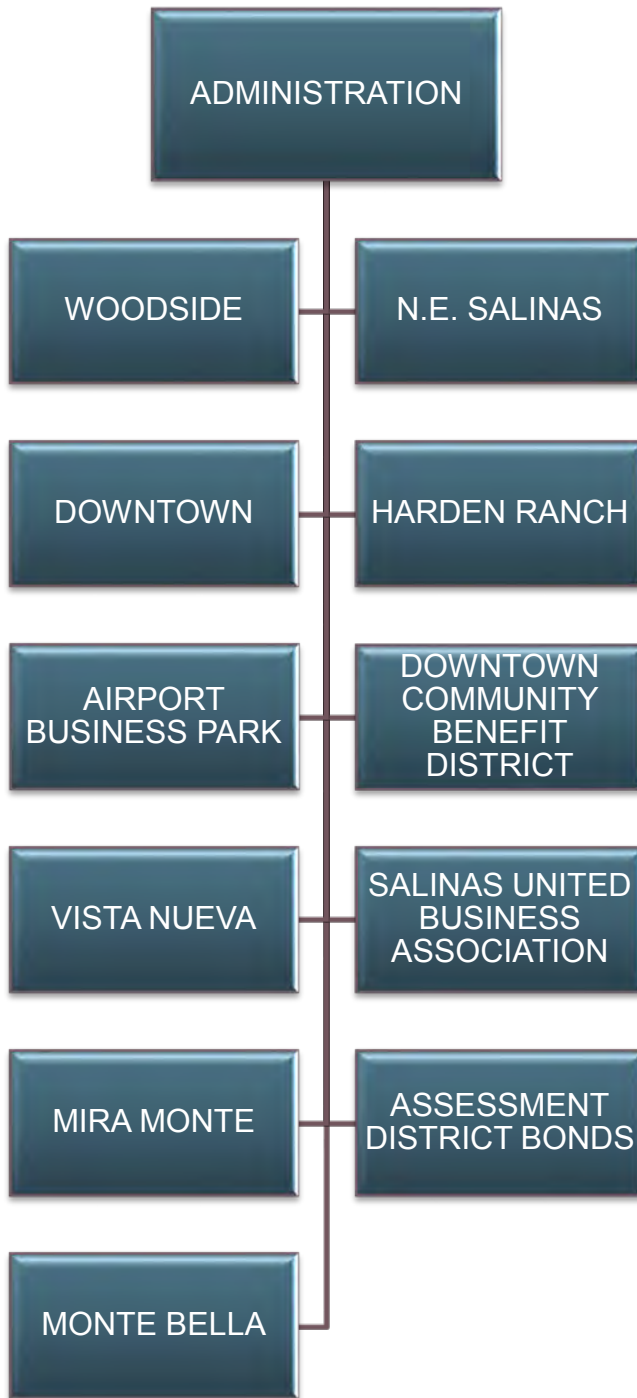 ADMINISTRATION
WOODSIDE
N.E. SALINAS
DOWNTOWN
HARDEN RANCH
AIRPORT
BUSINESS PARK
DOWNTOWN
COMMUNITY
BENEFIT
DISTRICT
VISTA NUEVA
SALINAS UNITED
BUSINESS
ASSOCIATION
MIRA MONTE
ASSESSMENT
DISTRICT BONDS
MONTE BELLA